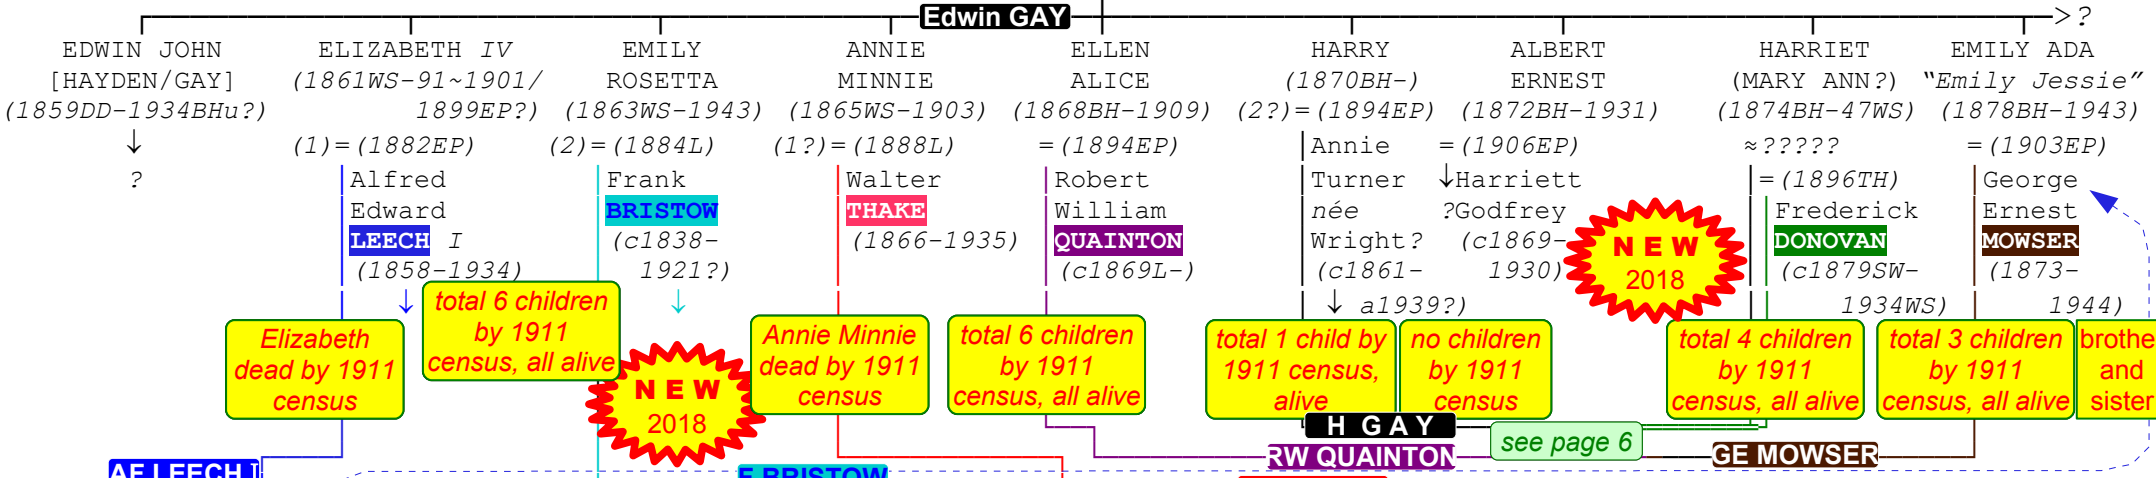 Edwin GAY
>?
EDWIN JOHN
[HAYDEN/GAY]
(1859DD-1934BHu?)
↓
?
ELIZABETH IV
(1861WS-91~1901/
1899EP?)
(1)=(1882EP)
Alfred
Edward
LEECH I
(1858-1934)
↓
EMILY
ROSETTA
(1863WS-1943)
(2)=(1884L)
Frank
BRISTOW
(c1838-
1921?)
↓
ANNIE
MINNIE
(1865WS-1903)
(1?)=(1888L)
Walter
THAKE
(1866-1935)
ELLEN
ALICE
(1868BH-1909)
=(1894EP)
Robert
William
QUAINTON
(c1869L-)
HARRY
(1870BH-)
(2?)=(1894EP)
Annie
Turner
née
Wright?
(c1861-
↓ a1939?)
ALBERT
ERNEST
(1872BH-1931)
=(1906EP)
↓Harriett
?Godfrey
(c1869-
1930)
HARRIET
(MARY ANN?)
(1874BH-47WS)
≈?????
=(1896TH)
Frederick
DONOVAN
(c1879SW-
1934WS)
EMILY ADA
“Emily Jessie”
(1878BH-1943)
=(1903EP)
George
Ernest
MOWSER
(1873-
1944)
NEW
2018
Elizabeth
dead by 1911
census
total 6 children
by 1911
census, all alive
NEW
2018
Annie Minnie
dead by 1911
census
total 6 children
by 1911
census, all alive
total 1 child by
1911 census,
alive
no children
by 1911
census
total 4 children
by 1911
census, all alive
total 3 children
by 1911
census, all alive
brothe
and
sister
H GAY
see page 6
RW QUAINTON
GE MOWSER
AE LEECH I
F BRISTOW